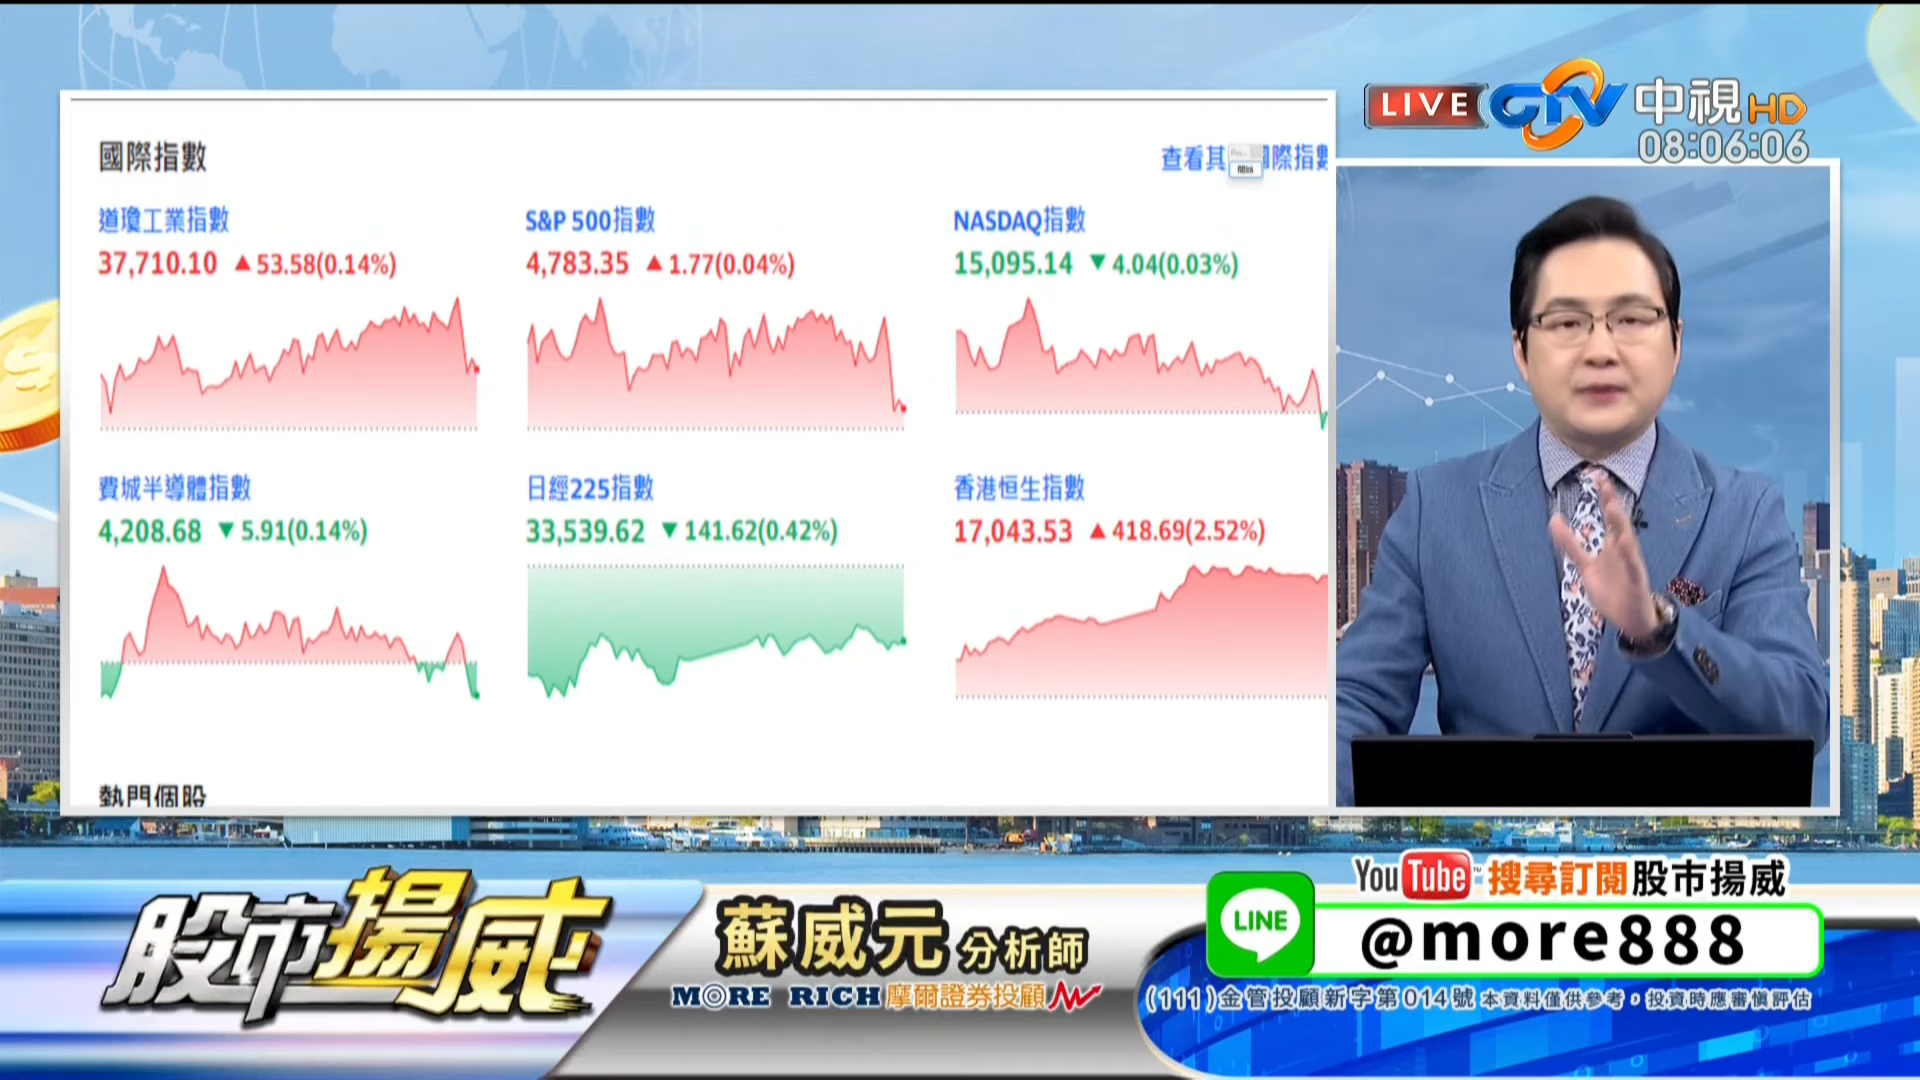 LIVE CTV 中視HD
08:06:06
國際指數
查看其 國際指數
道瓊工業指數
37,710.10 ▲53.58(0.14%)
S&P 500指數
4,783.35 ▲1.77(0.04%)
NASDAQ指數
15,095.14 ▼4.04(0.03%)
費城半導體指數
4,208.68 ▼5.91(0.14%)
日經225指數
33,539.62 ▼141.62(0.42%)
香港恒生指數
17,043.53 ▲418.69(2.52%)
熱門個股
股市揚威
蘇威元 分析師
MORE RICH 摩爾證券投顧
YouTube 搜尋訂閱 股市揚威
LINE @more888
(111)金管投顧新字第014號 本資料僅供參考，投資時應審慎評估